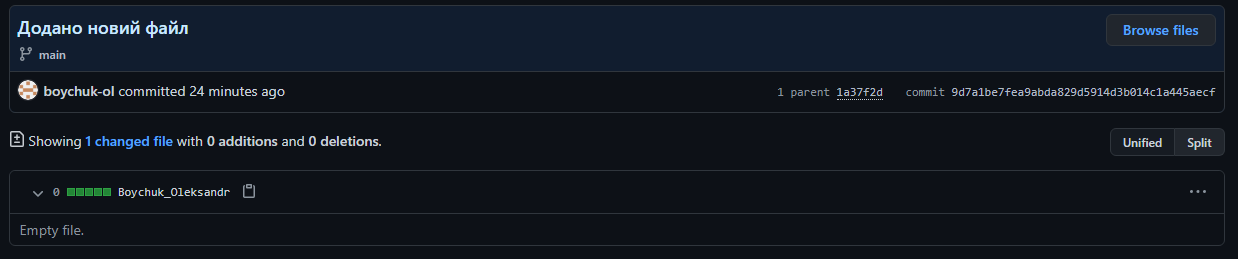 Додано новий файл
Browse files
main
boychuk-ol committed 24 minutes ago
1 parent 1a37f2d commit 9d7a1be7fea9abda829d5914d3b014c1a445aecf
Showing 1 changed file with 0 additions and 0 deletions.
Unified Split
0 Boychuk_Oleksandr
Empty file.